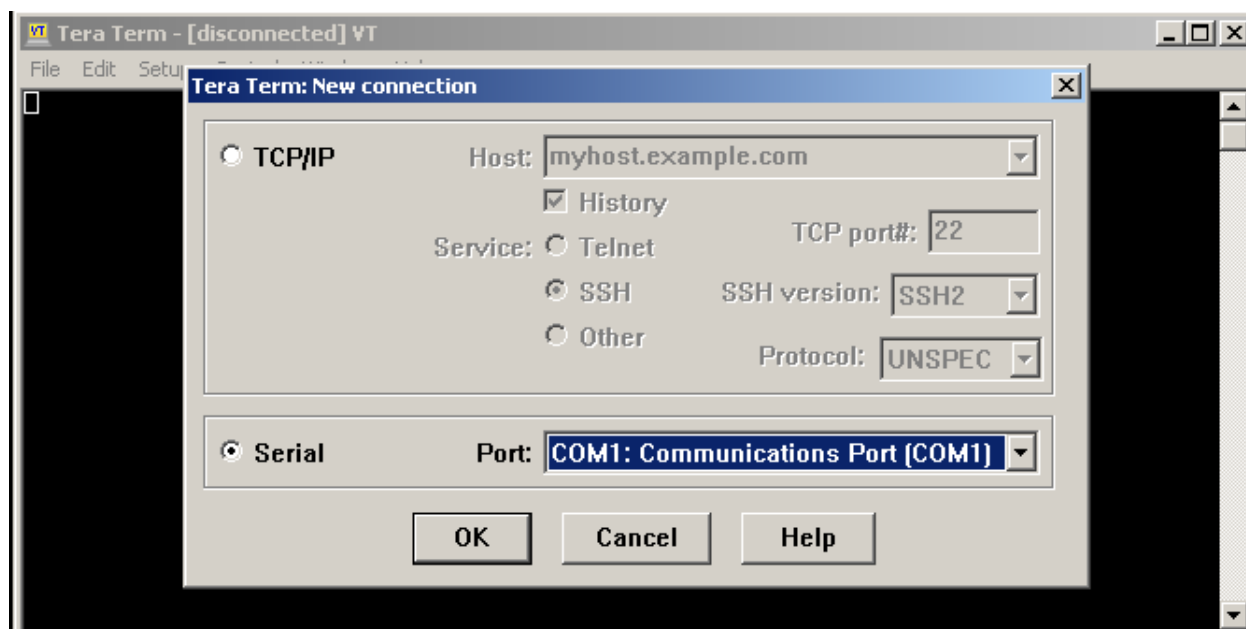 Tera Term - [disconnected] VT
File Edit Setup
Tera Term: New connection
TCP/IP Host: myhost.example.com
History
TCP port#: 22
Service: Telnet
SSH SSH version: SSH2
Other
Protocol: UNSPEC
Serial Port: COM1: Communications Port (COM1)
OK Cancel Help